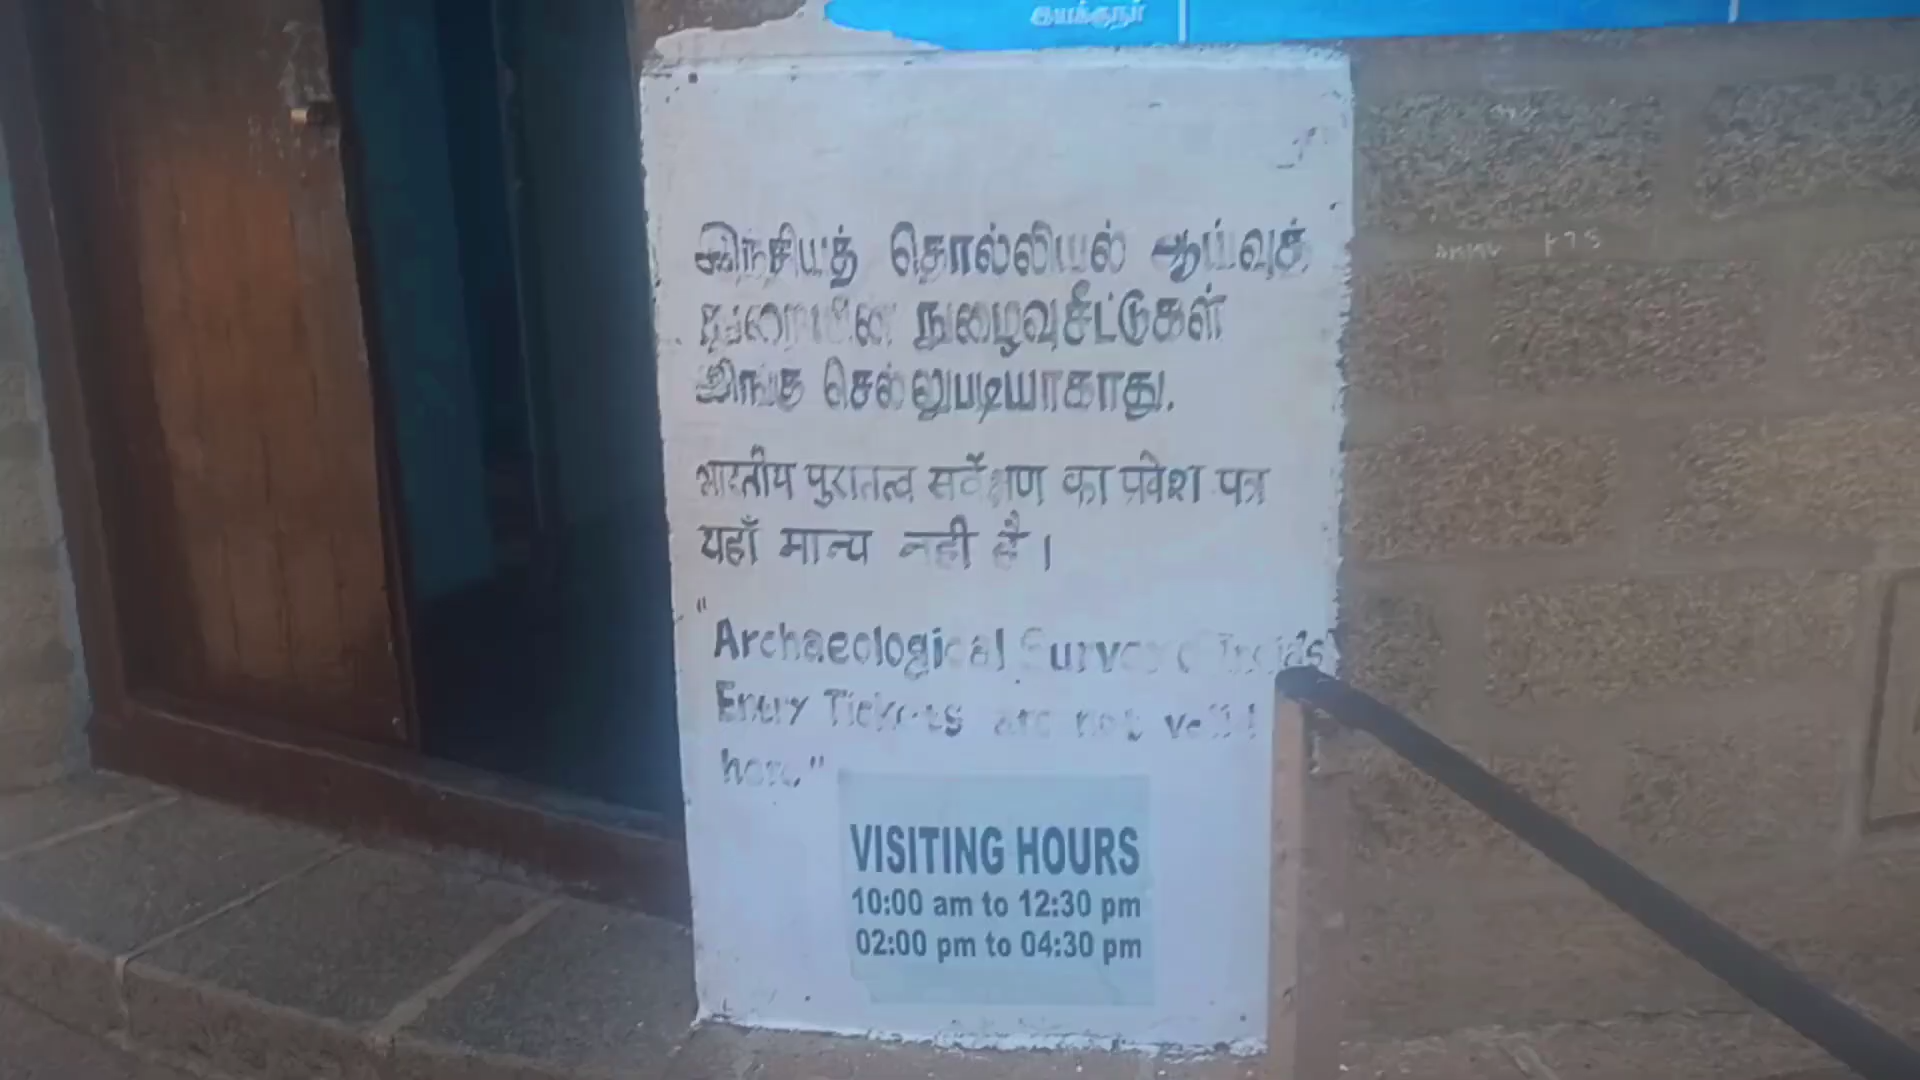 இயக்குநர்
இந்தியத் தொல்லியல் ஆய்வுத்
துறையின் நுழைவுசீட்டுகள்
இங்கு செல்லுபடியாகாது.
भारतीय पुरातत्व सर्वेक्षण का प्रवेश पत्र
यहाँ मान्य नही है।
"Archaeological Survey of India's
Entry Tickets are not valid
here"
VISITING HOURS
10:00 am to 12:30 pm
02:00 pm to 04:30 pm